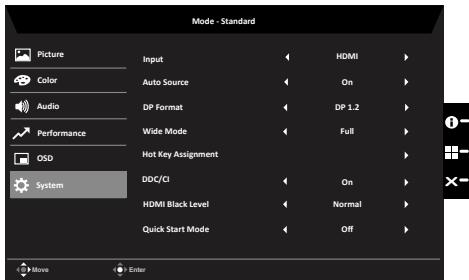 Mode - Standard
Picture
Color
Audio
Performance
OSD
System
Input HDMI
Auto Source On
DP Format DP 1.2
Wide Mode Full
Hot Key Assignment
DDC/CI On
HDMI Black Level Normal
Quick Start Mode Off
Move Enter